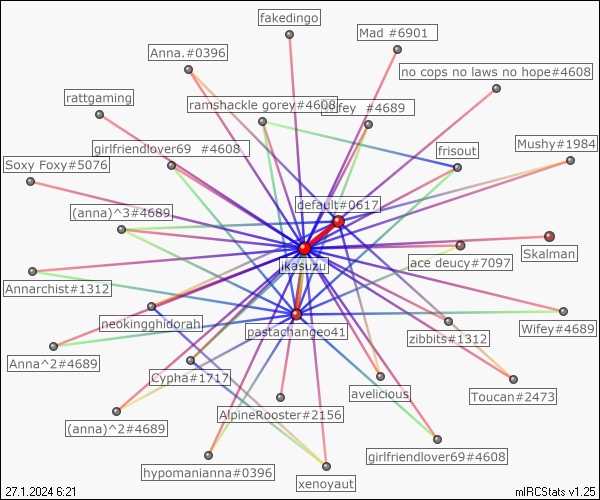 fakedingo
Mad #6901
Anna.#0396
no cops no laws no hope#4608
rattgaming
ramshackle gorey#4608
fey #4689
girlfriendlover69 #4608
frisout
Mushy#1984
Soxy Foxy#5076
default#0617
(anna)^3#4689
ikasuzu
ace deucy#7097
Skalman
Annarchist#1312
neokingghidorah
pastachange041
zibbits#1312
Wifey#4689
Anna^2#4689
Cypha#1717
avelicious
Toucan#2473
(anna)^2#4689
AlpineRooster#2156
girlfriendlover69#4608
hypomanianna#0396
xenoyaut
27.1.2024 6:21
mIRCStats v1.25